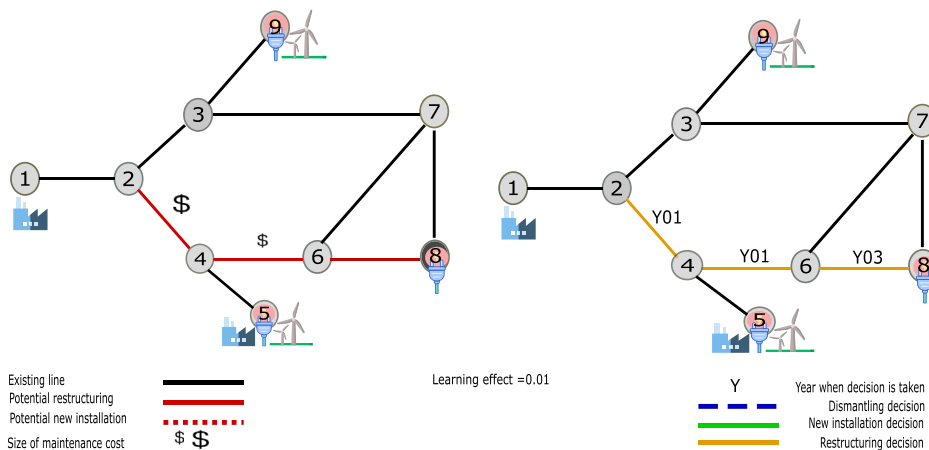 9
3
7
1
2
$
$
4
6
8
5
9
3
7
1
2
Y01
4
Y01
6
Y03
8
5
Existing line
Potential restructuring
Potential new installation
Size of maintenance cost
$ $
Learning effect =0.01
Y
Year when decision is taken
Dismantling decision
New installation decision
Restructuring decision